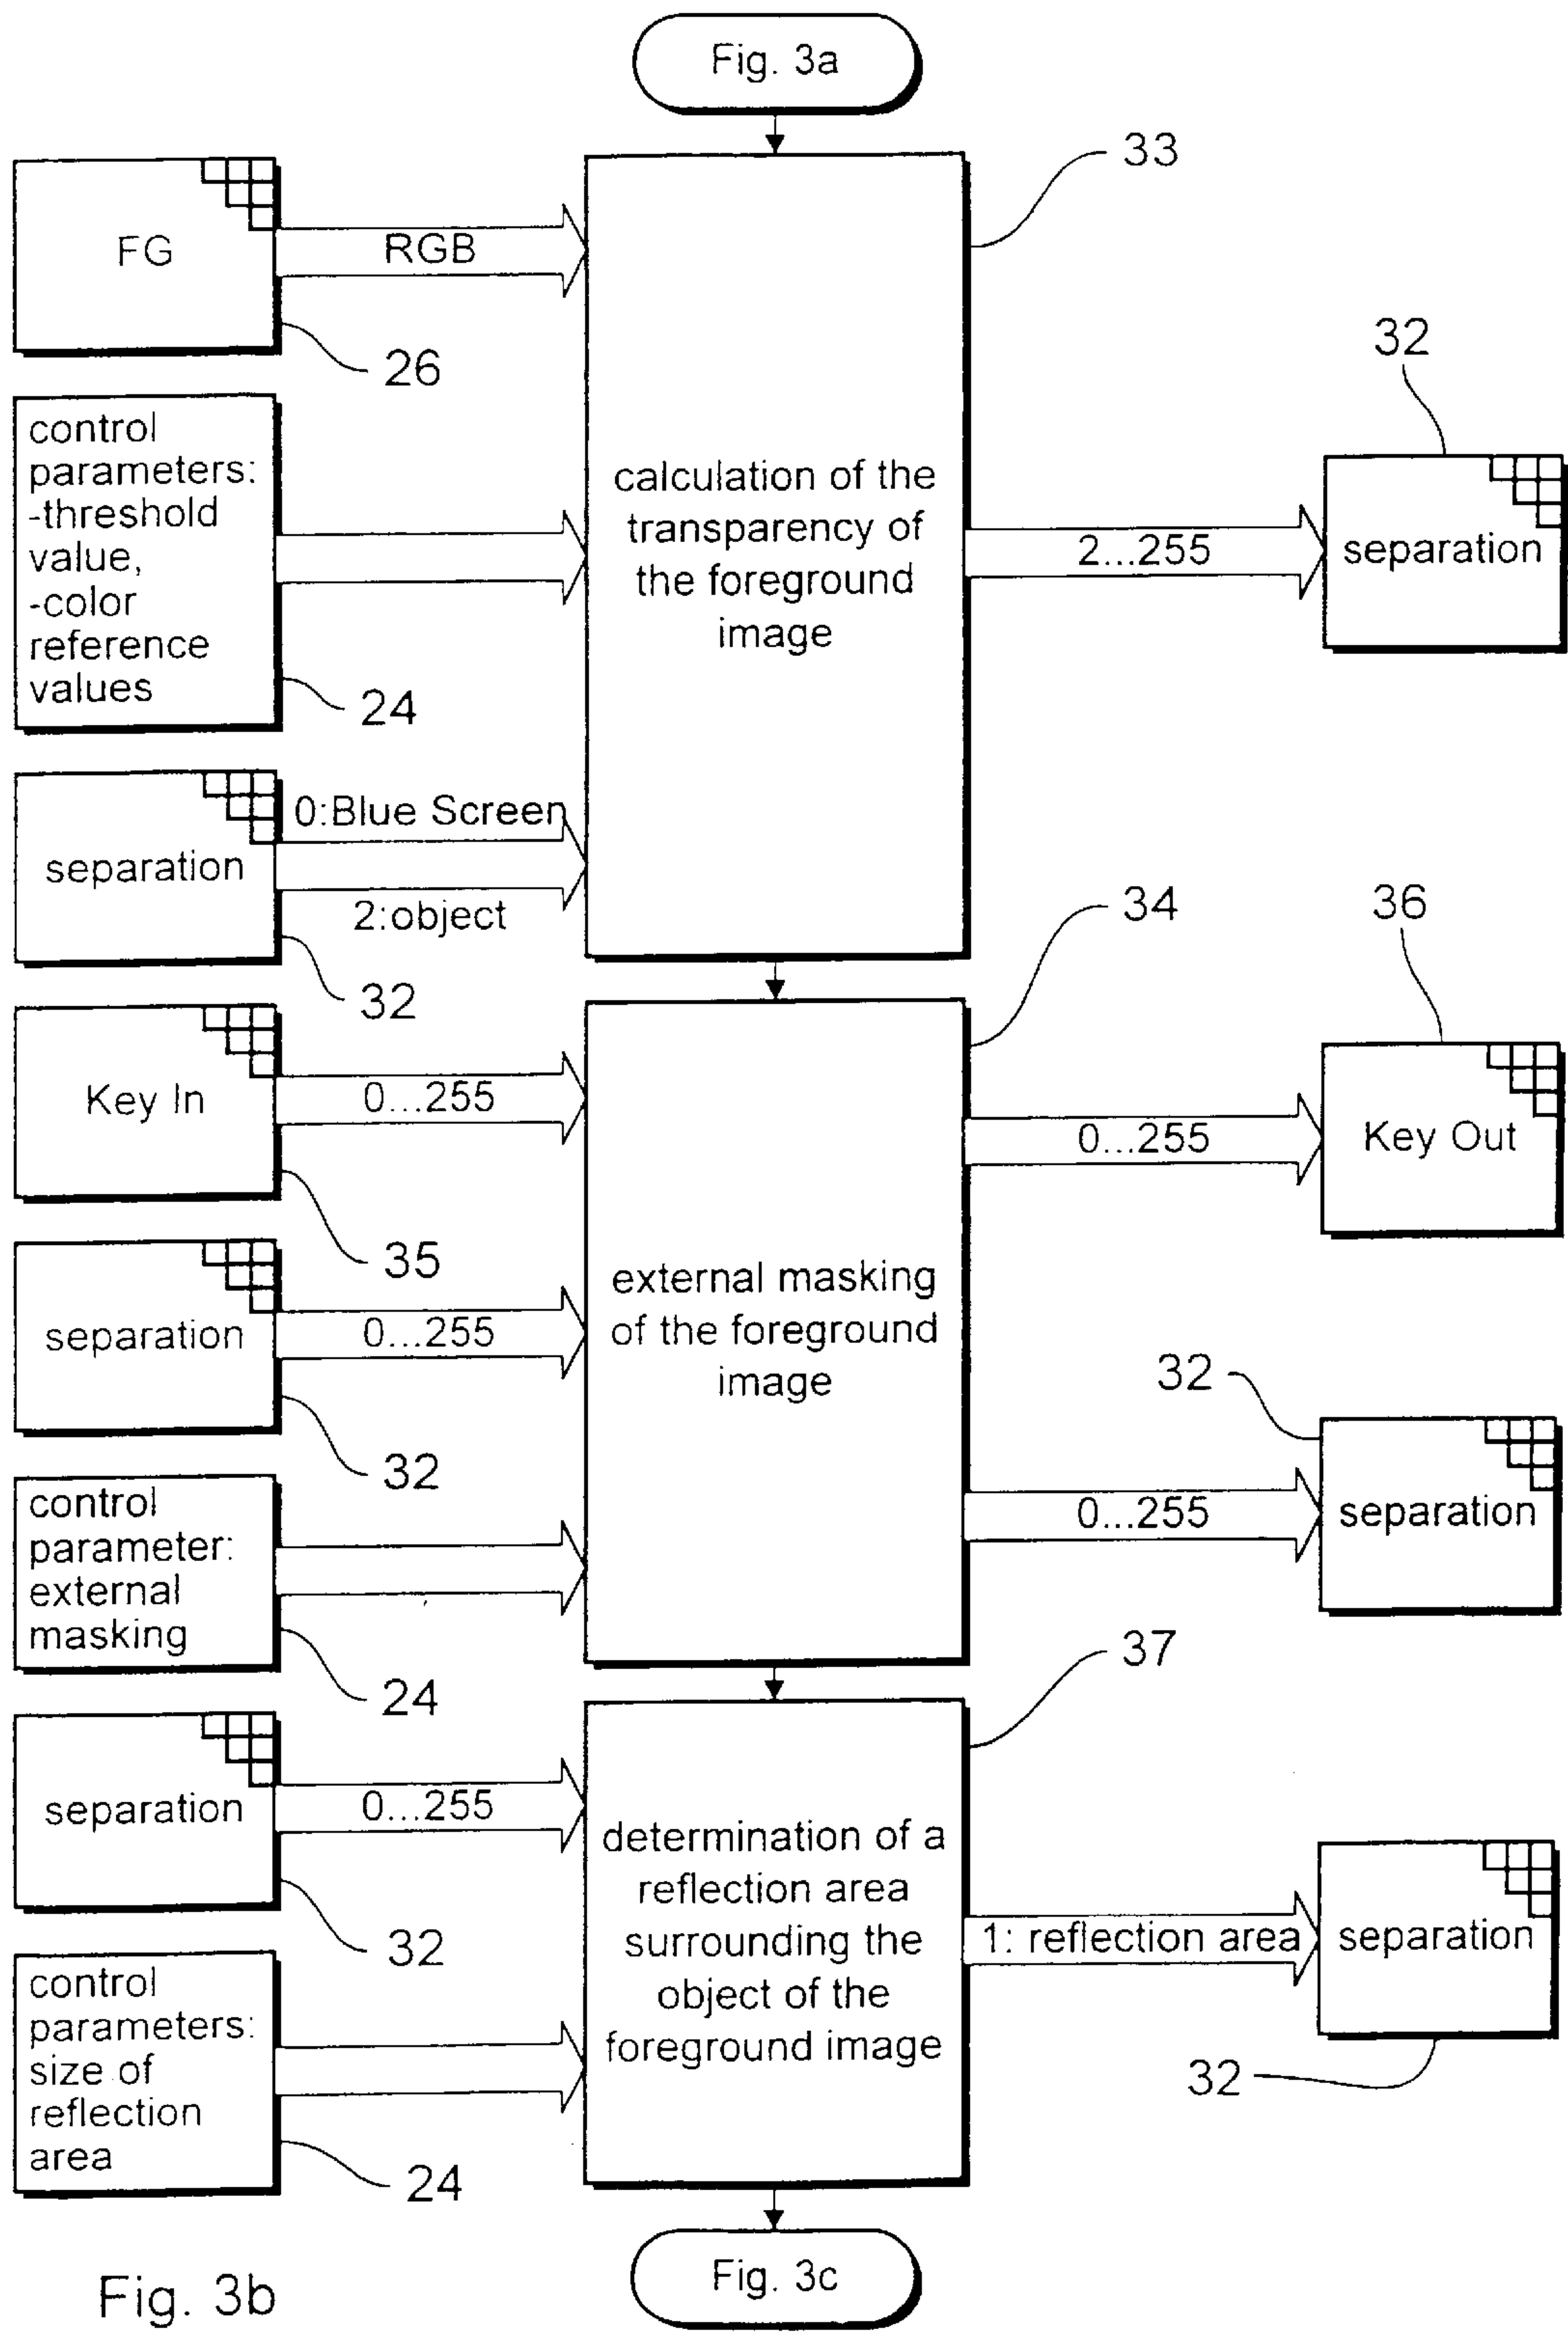 Fig. 3a
33
FG
RGB
26
32
control
parameters:
-threshold
value,
-color
reference
values
24
calculation of the
transparency of
the foreground
image
2...255
separation
0:Blue Screen
separation
2:object
32
34
36
Key In
0...255
35
0...255
Key Out
separation
0...255
32
external masking
of the foreground
image
32
control
parameter:
external
masking
24
0...255
separation
37
separation
0...255
32
determination of a
reflection area
surrounding the
object of the
foreground image
1: reflection area
separation
32
control
parameters:
size of
reflection
area
24
Fig. 3c
Fig. 3b